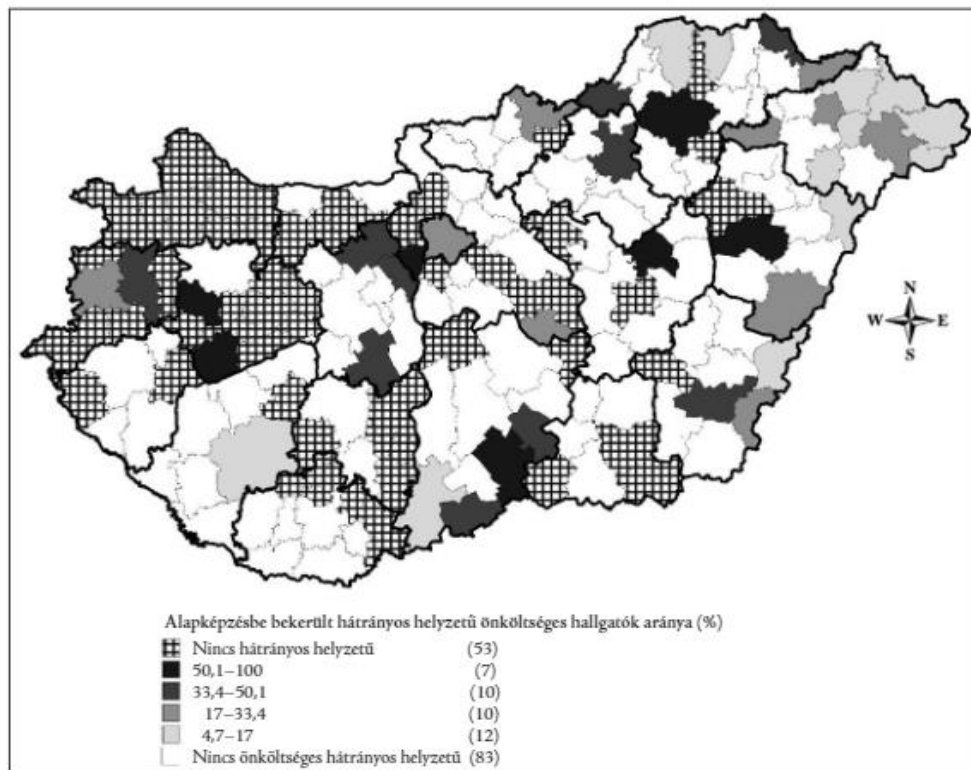 N
W E
S
Alapképzésbe bekerült hátrányos helyzetű önköltséges hallgatók aránya (%)
Nincs hátrányos helyzetű (53)
50,1–100 (7)
33,4–50,1 (10)
17–33,4 (10)
4,7–17 (12)
Nincs önköltséges hátrányos helyzetű (83)